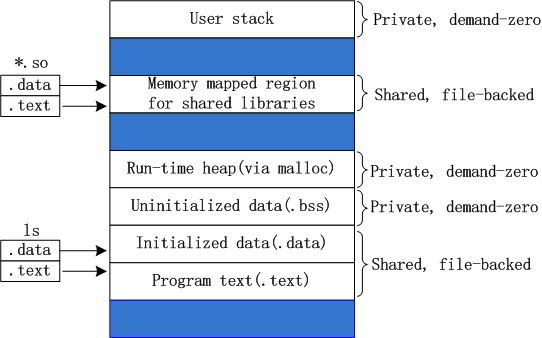 User stack
Private, demand-zero
*.so
.data
.text
Memory mapped region
for shared libraries
Shared, file-backed
Run-time heap(via malloc)
Private, demand-zero
Uninitialized data(.bss)
Private, demand-zero
ls
.data
.text
Initialized data(.data)
Program text(.text)
Shared, file-backed